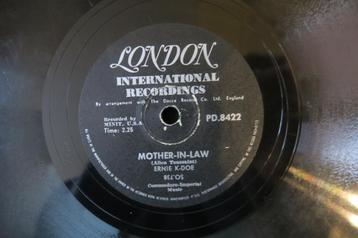 LONDON
INTERNATIONAL
RECORDINGS
By arrangement with The Decca Record Co. Ltd. England
Recorded by
MINIT, U.S.A.
Time: 2.25
PD.8422
MOTHER-IN-LAW
(Allen Toussaint)
ERNIE K-DOE
Commodore-Imperial
Music